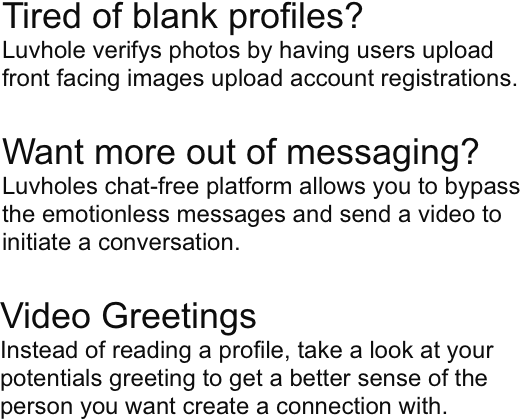 Tired of blank profiles?
Luvhole verifys photos by having users upload
front facing images upload account registrations.
Want more out of messaging?
Luvholes chat-free platform allows you to bypass
the emotionless messages and send a video to
initiate a conversation.
Video Greetings
Instead of reading a profile, take a look at your
potentials greeting to get a better sense of the
person you want create a connection with.